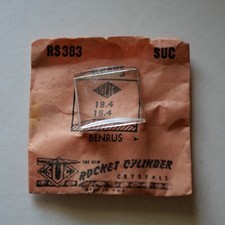 RS383 SUC
18.4
15.4
BENRUS
THE NEW
ROCKET CYLINDER
CRYSTALS